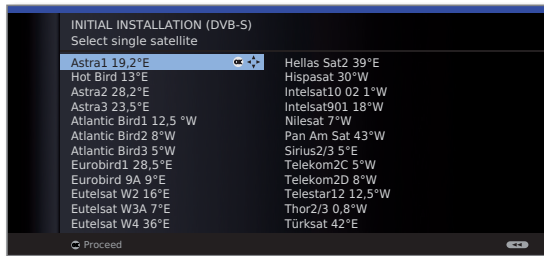 INITIAL INSTALLATION (DVB-S)
Select single satellite
Astra1 19,2°E
Hot Bird 13°E
Astra2 28,2°E
Astra3 23,5°E
Atlantic Bird1 12,5 °W
Atlantic Bird2 8°W
Atlantic Bird3 5°W
Eurobird1 28,5°E
Eurobird 9A 9°E
Eutelsat W2 16°E
Eutelsat W3A 7°E
Eutelsat W4 36°E
OK
Hellas Sat2 39°E
Hispasat 30°W
Intelsat10 02 1°W
Intelsat901 18°W
Nilesat 7°W
Pan Am Sat 43°W
Sirius2/3 5°E
Telekom2C 5°W
Telekom2D 8°W
Telestar12 12,5°W
Thor2/3 0,8°W
Türksat 42°E
OK Proceed